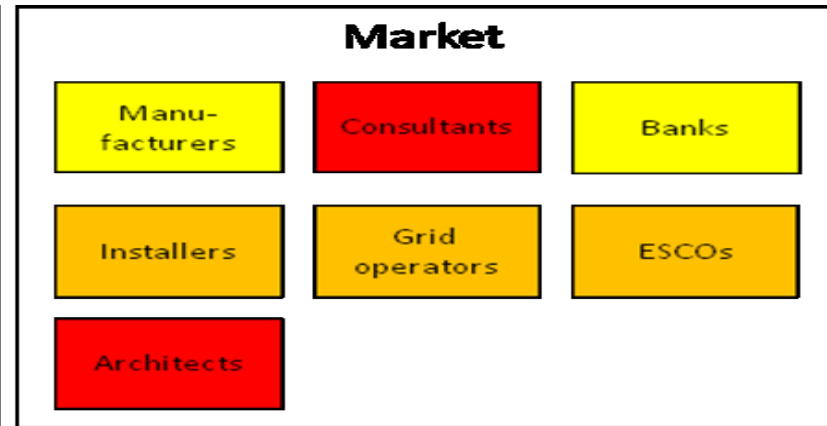 Market
Manu-
facturers
Consultants
Banks
Installers
Grid
operators
ESCOs
Architects